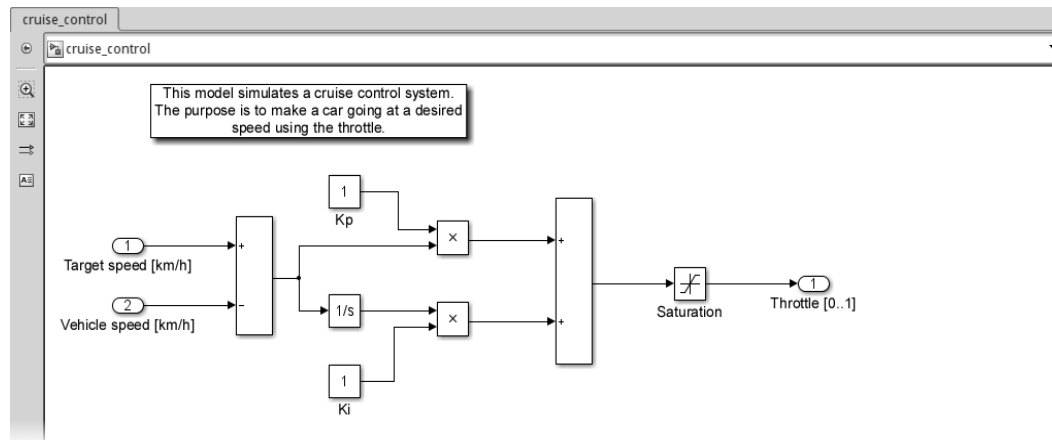 cruise_control
cruise_control
This model simulates a cruise control system.
The purpose is to make a car going at a desired
speed using the throttle.
1
Kp
×
+
1
+
Target speed [km/h]
2
−
Vehicle speed [km/h]
1/s
×
+
1
Ki
Saturation
1
Throttle [0..1]